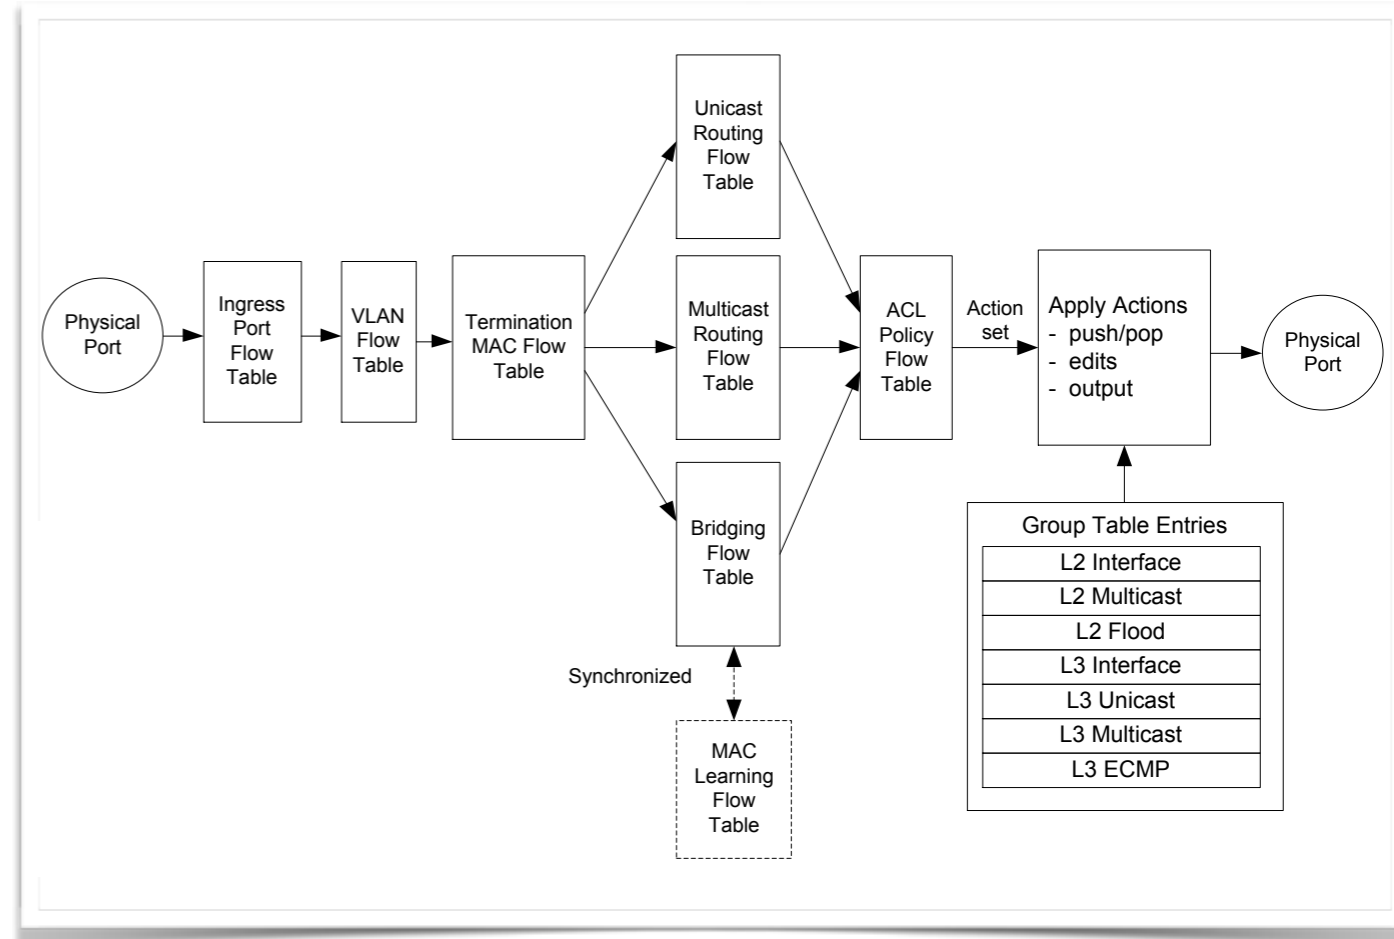 Physical
Port
Ingress
Port
Flow
Table
VLAN
Flow
Table
Termination
MAC Flow
Table
Unicast
Routing
Flow
Table
Multicast
Routing
Flow
Table
Bridging
Flow
Table
Synchronized
MAC
Learning
Flow
Table
ACL
Policy
Flow
Table
Action
set
Apply Actions
- push/pop
- edits
- output
Physical
Port
Group Table Entries
L2 Interface
L2 Multicast
L2 Flood
L3 Interface
L3 Unicast
L3 Multicast
L3 ECMP